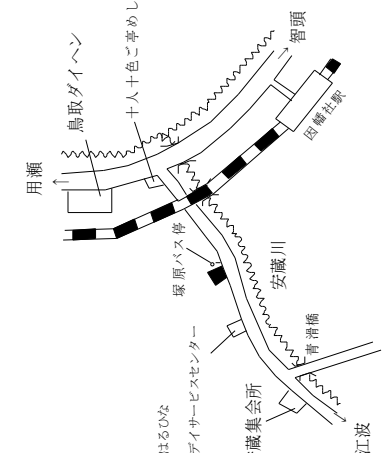 用瀬
鳥取ダイヘン
十人十色ご亭めし
智頭
因幡社駅
塚原バス停
安蔵川
はるひな
デイサービスセンター
青滑橋
蔵集会所
江波